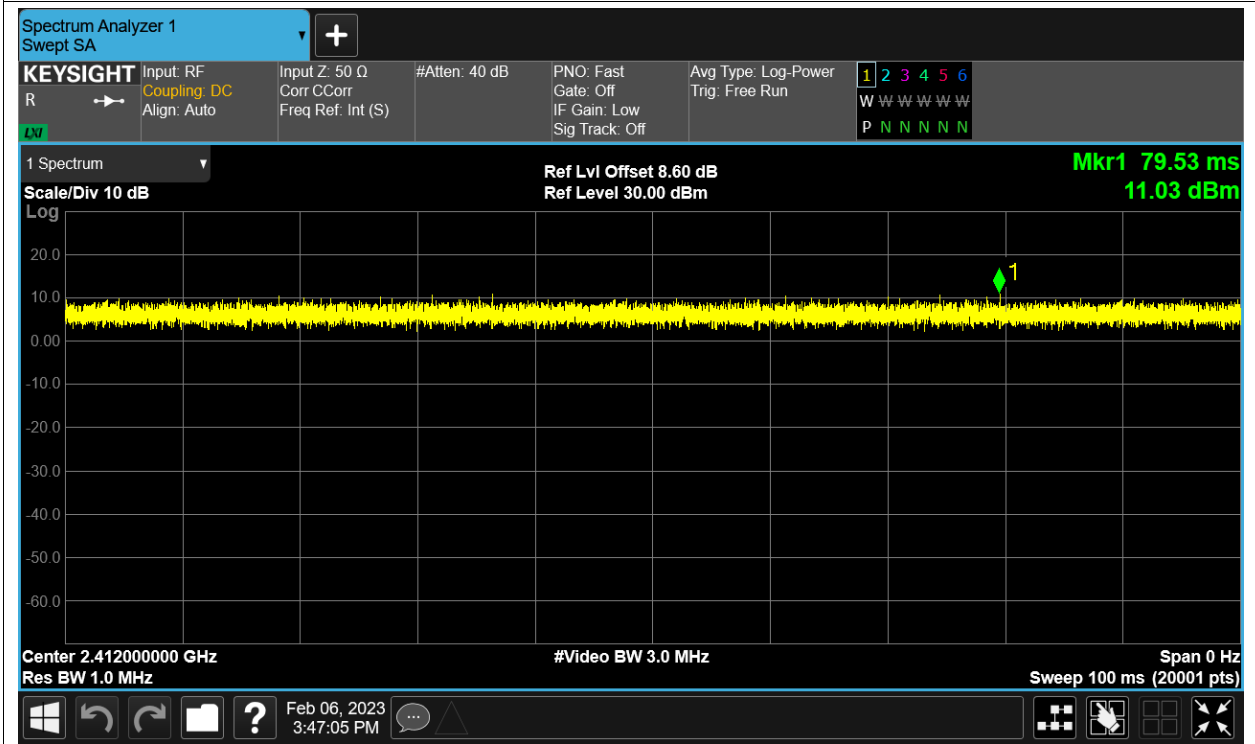 Spectrum Analyzer 1
Swept SA
+
KEYSIGHT
R
LXI
Input: RF
Coupling: DC
Align: Auto
Input Z: 50 Ω
Corr CCorr
Freq Ref: Int (S)
#Atten: 40 dB
PNO: Fast
Gate: Off
IF Gain: Low
Sig Track: Off
Avg Type: Log-Power
Trig: Free Run
1 2 3 4 5 6
W W W W W W
P N N N N N
1 Spectrum
Scale/Div 10 dB
Log
Ref Lvl Offset 8.60 dB
Ref Level 30.00 dBm
Mkr1 79.53 ms
11.03 dBm
20.0
1
10.0
0.00
-10.0
-20.0
-30.0
-40.0
-50.0
-60.0
Center 2.412000000 GHz
Res BW 1.0 MHz
#Video BW 3.0 MHz
Span 0 Hz
Sweep 100 ms (20001 pts)
?
Feb 06, 2023
3:47:05 PM